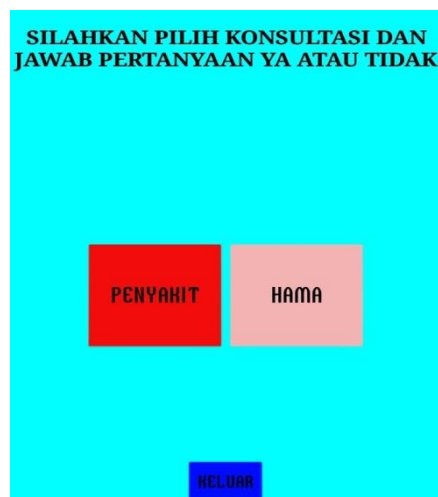 SILAHKAN PILIH KONSULTASI DAN
JAWAB PERTANYAAN YA ATAU TIDAK
PENYAKIT
HAMA
KELUAR